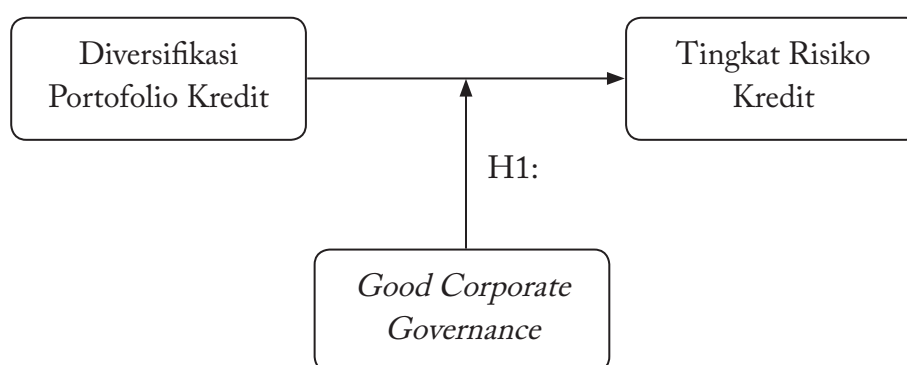 Diversifikasi
Portofolio Kredit
Tingkat Risiko
Kredit
H1:
Good Corporate
Governance